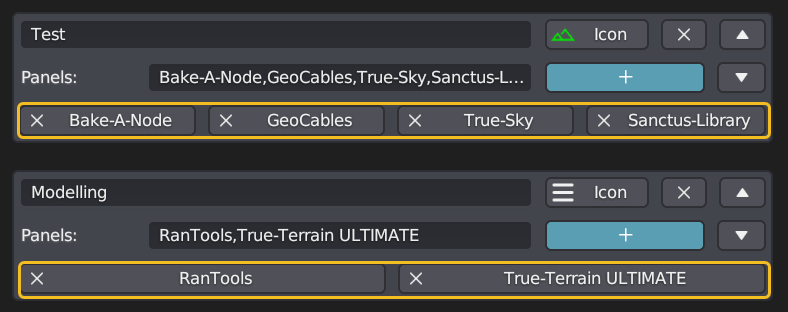 Test Icon
Panels: Bake-A-Node,GeoCables,True-Sky,Sanctus-L... +
Bake-A-Node GeoCables True-Sky Sanctus-Library
Modelling Icon
Panels: RanTools,True-Terrain ULTIMATE +
RanTools True-Terrain ULTIMATE